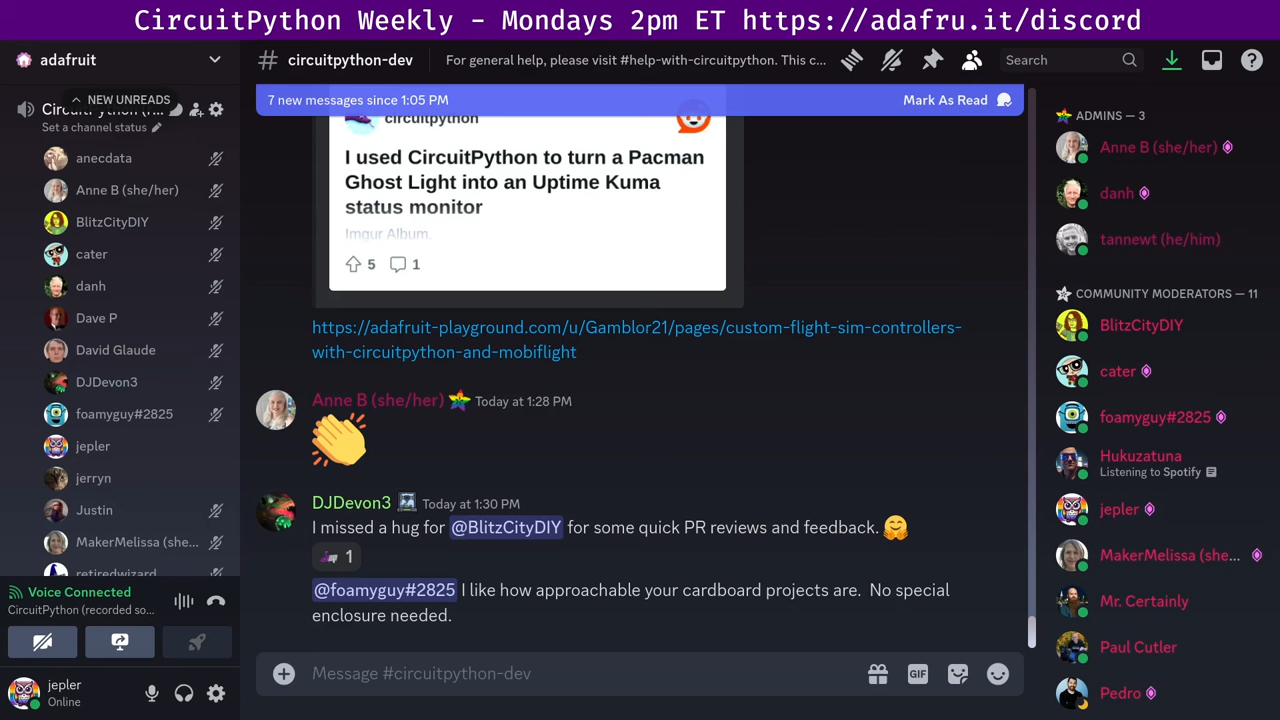 CircuitPython Weekly - Mondays 2pm ET https://adafru.it/discord
adafruit
circuitpython-dev
For general help, please visit #help-with-circuitpython. This c...
Search
NEW UNREADS
Set a channel status
anecdata
Anne B (she/her)
BlitzCityDIY
cater
danh
Dave P
David Glaude
DJDevon3
foamyguy#2825
jepler
jerryn
Justin
MakerMelissa (she...
retiredwizard
Voice Connected
CircuitPython (recorded so...
jepler
Online
7 new messages since 1:05 PM
Mark As Read
circuitpython
I used CircuitPython to turn a Pacman
Ghost Light into an Uptime Kuma
status monitor
Imgur Album.
5
1
https://adafruit-playground.com/u/Gamblor21/pages/custom-flight-sim-controllers-
with-circuitpython-and-mobiflight
Anne B (she/her) Today at 1:28 PM
DJDevon3 Today at 1:30 PM
I missed a hug for @BlitzCityDIY for some quick PR reviews and feedback.
1
@foamyguy#2825 I like how approachable your cardboard projects are. No special
enclosure needed.
Message #circuitpython-dev
GIF
ADMINS — 3
Anne B (she/her)
danh
tannewt (he/him)
COMMUNITY MODERATORS — 11
BlitzCityDIY
cater
foamyguy#2825
Hukuzatuna
Listening to Spotify
jepler
MakerMelissa (she...
Mr. Certainly
Paul Cutler
Pedro